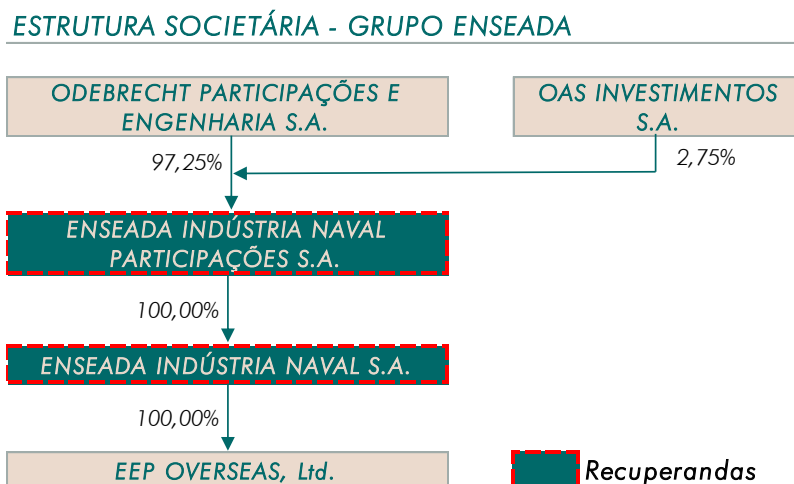 ESTRUTURA SOCIETÁRIA - GRUPO ENSEADA
ODEBRECHT PARTICIPAÇÕES E
ENGENHARIA S.A.
OAS INVESTIMENTOS
S.A.
97,25%
2,75%
ENSEADA INDÚSTRIA NAVAL
PARTICIPAÇÕES S.A.
100,00%
ENSEADA INDÚSTRIA NAVAL S.A.
100,00%
EEP OVERSEAS, Ltd.
Recuperandas